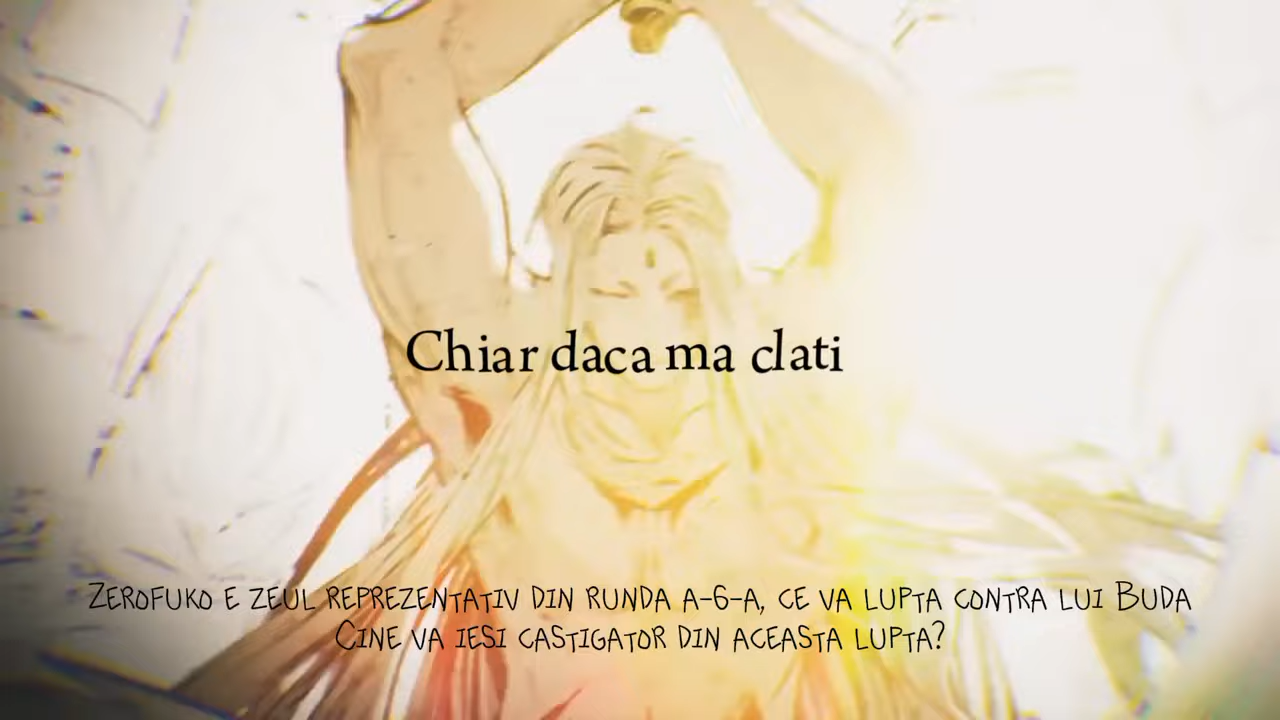 Chiar daca ma clati
Zerofuko e zeul reprezentativ din runda a-6-a, ce va lupta contra lui Buda
Cine va iesi castigator din aceasta lupta?